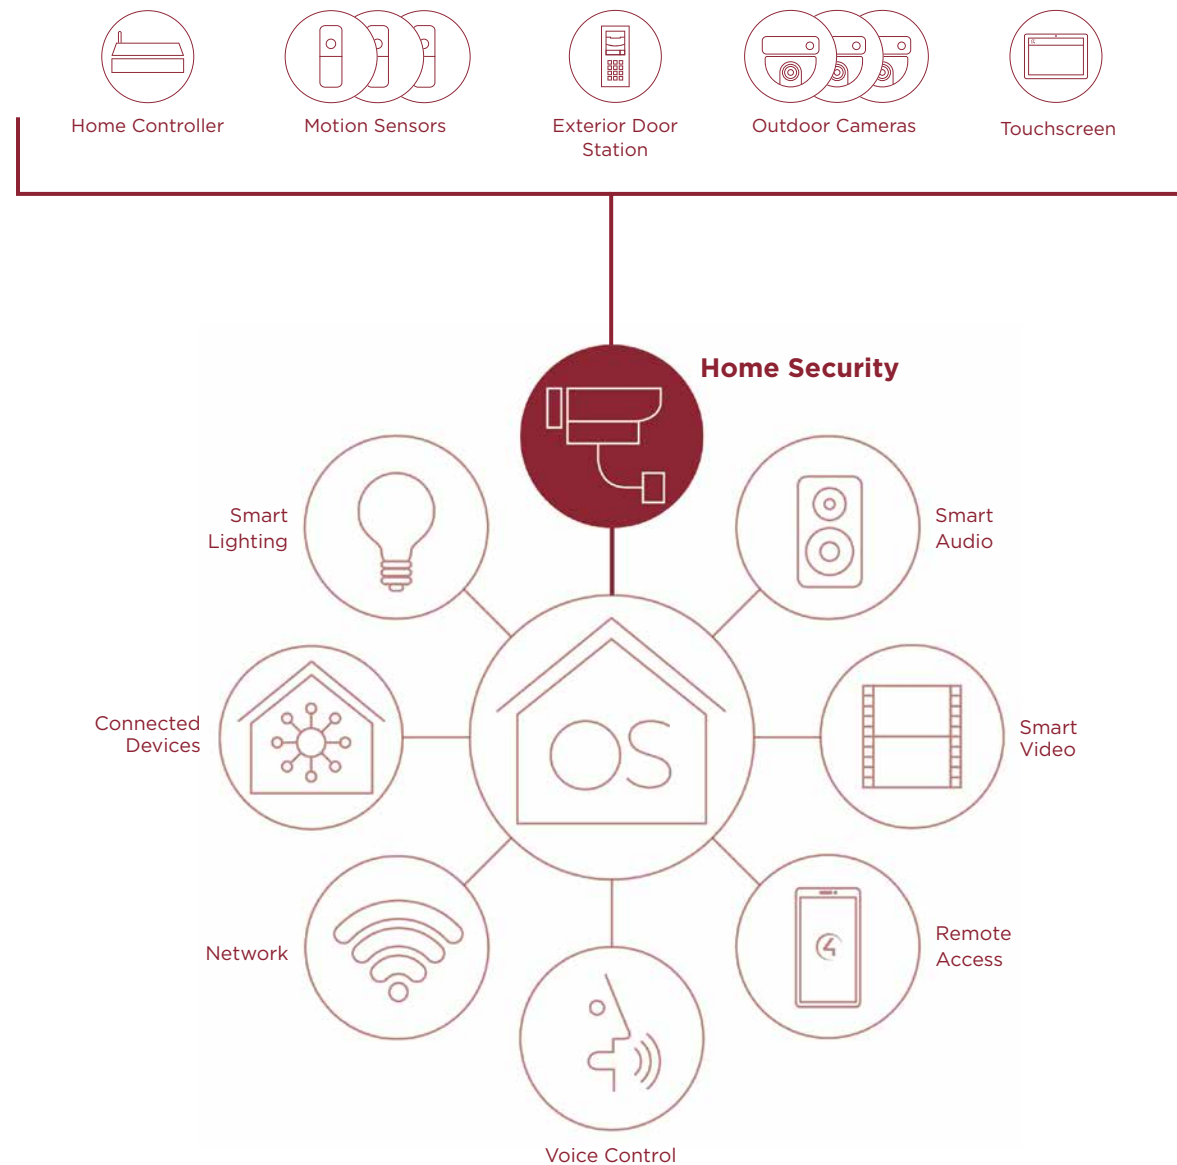 Home Controller
Motion Sensors
Exterior Door
Station
Outdoor Cameras
Touchscreen
Home Security
Smart
Lighting
Smart
Audio
Connected
Devices
OS
Smart
Video
Network
4
Remote
Access
Voice Control